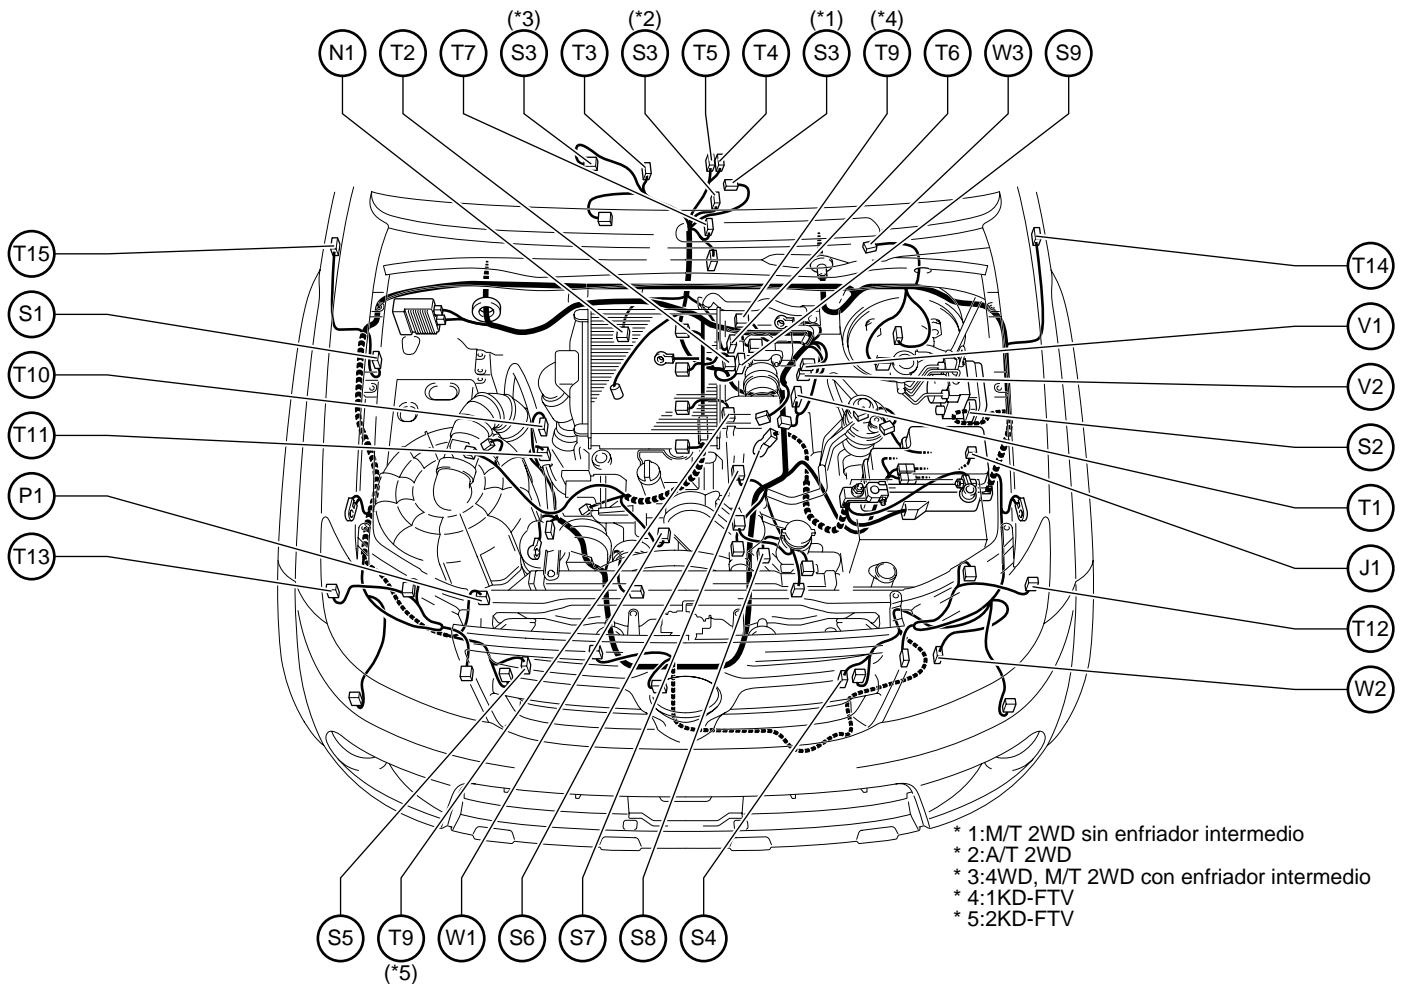 (*3) (*2) (*1) (*4)
N1 T2 T7 S3 T3 S3 T5 T4 S3 T9 T6 W3 S9
T15
T14
S1
V1
T10
V2
T11
S2
P1
T1
T13
J1
T12
W2
* 1:M/T 2WD sin enfriador intermedio
* 2:A/T 2WD
* 3:4WD, M/T 2WD con enfriador intermedio
* 4:1KD-FTV
* 5:2KD-FTV
S5 T9 W1 S6 S7 S8 S4
(*5)